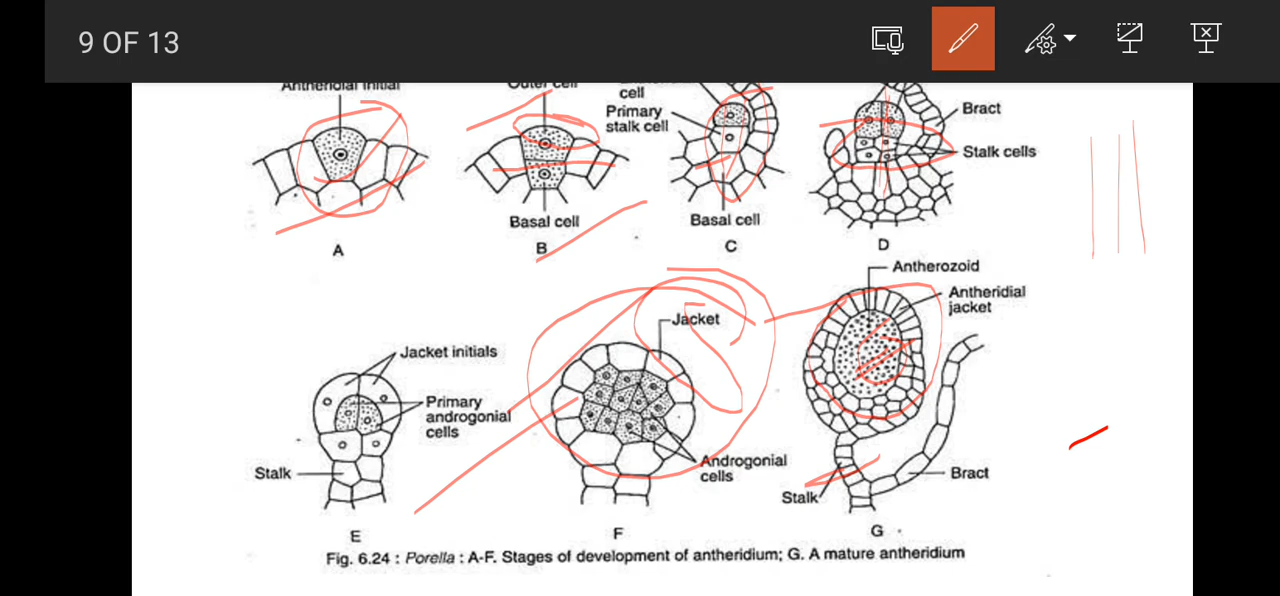 9 OF 13
Antheridial initial
Outer cell
cell
Primary
stalk cell
Bract
Stalk cells
Basal cell
Basal cell
A
B
C
D
Antherozoid
Antheridial
jacket
Jacket
Jacket initials
Primary
androgonial
cells
Androgonial
cells
Stalk
Stalk
Bract
E
F
G
Fig. 6.24 : Porella : A-F. Stages of development of antheridium; G. A mature antheridium